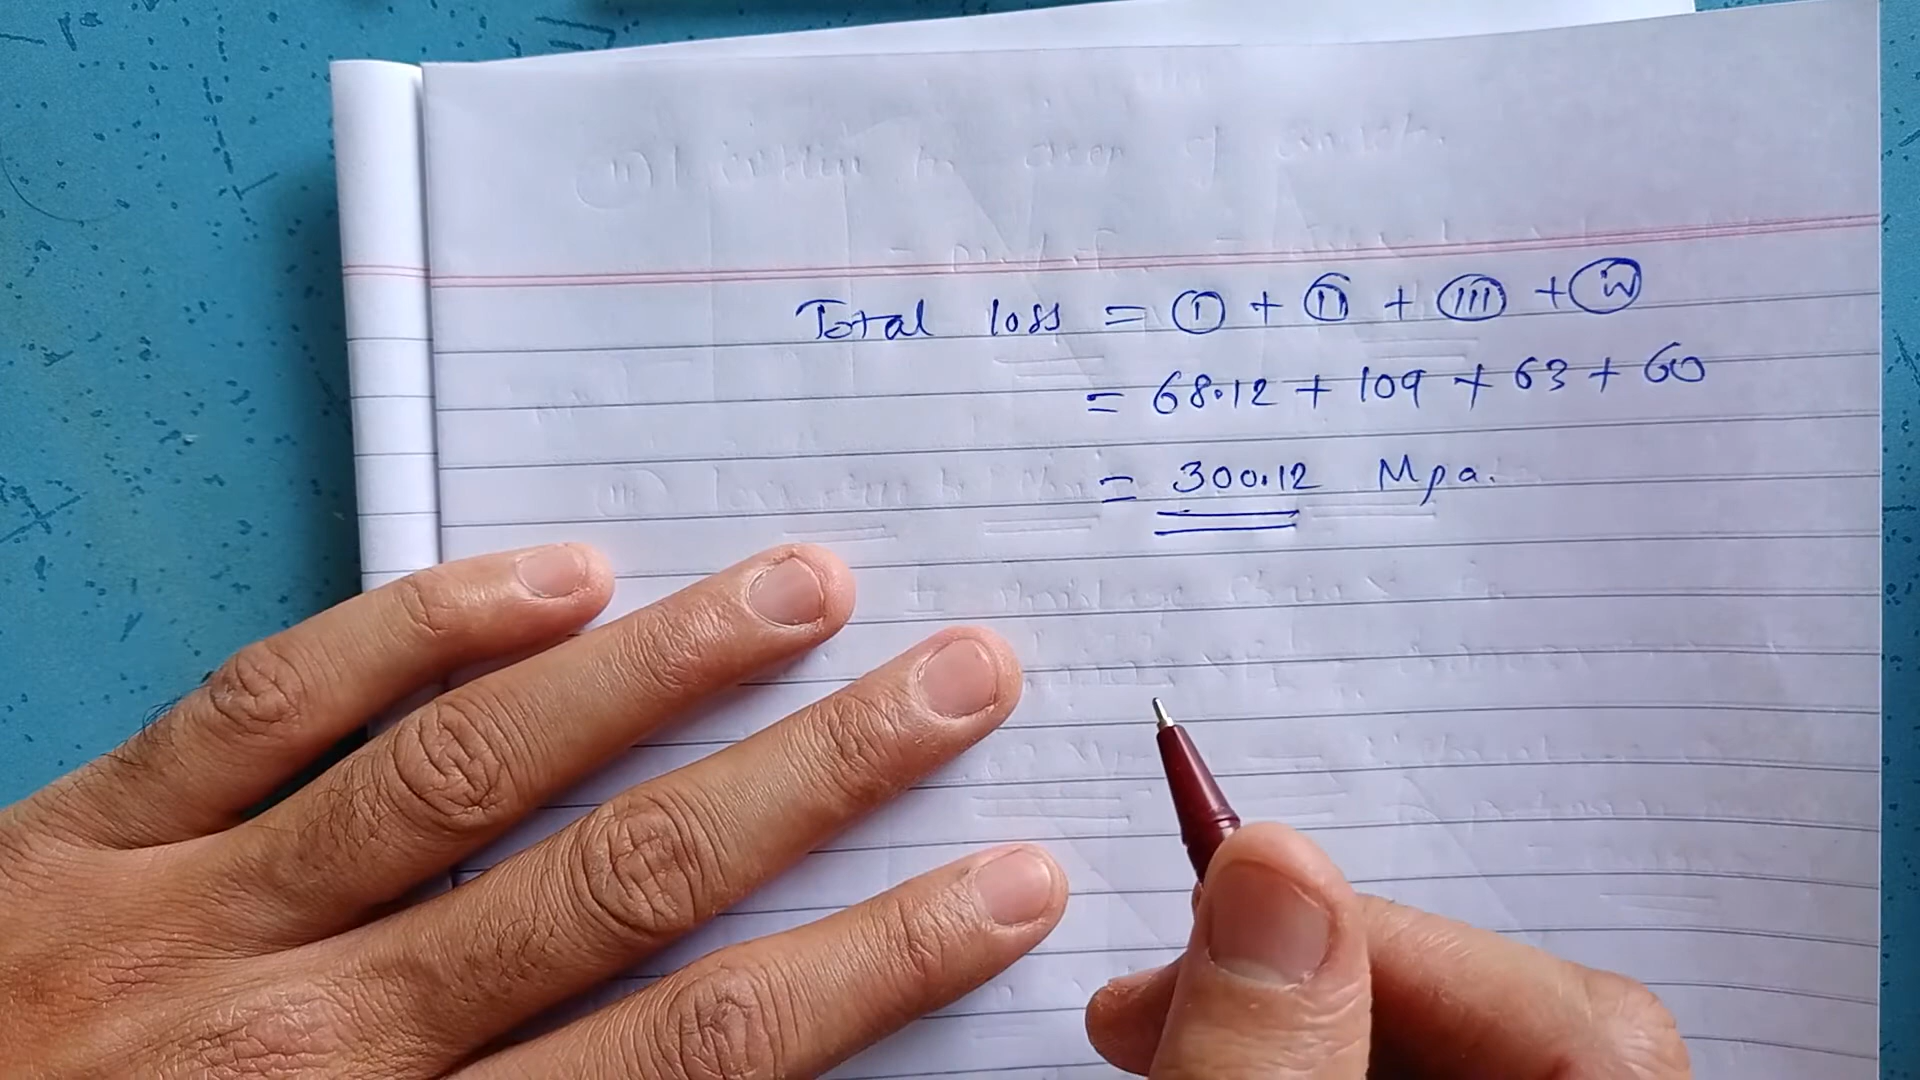 Total loss = Ⓘ + Ⓘⓘ + ⒾⒾⒾ + ⓘⓥ
= 68.12 + 109 + 63 + 60
= 300.12 Mpa.